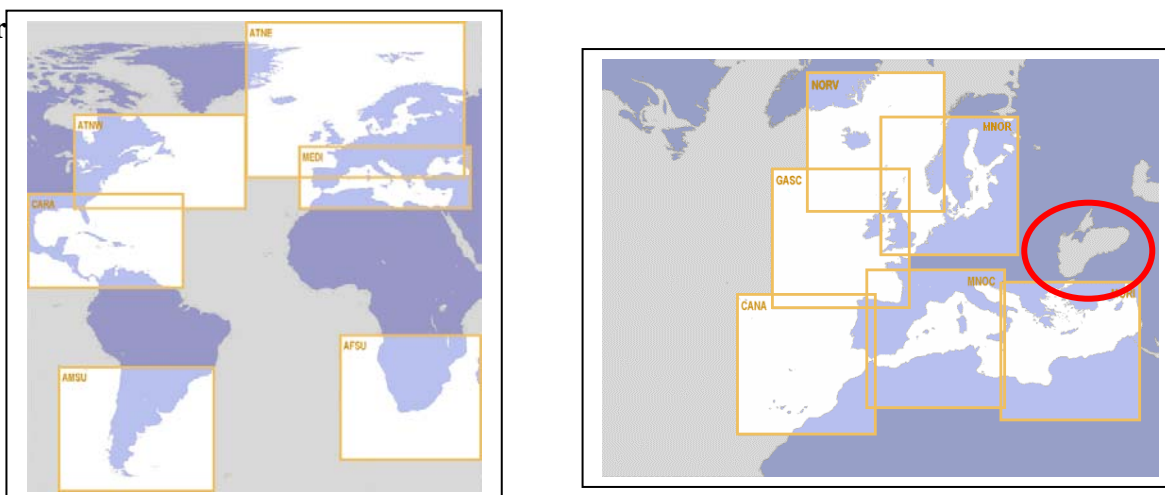 r
ATNE
ATNW
MEDI
CARA
AFSU
AMSU
NORV
MNOR
GASC
MNOC
CANA